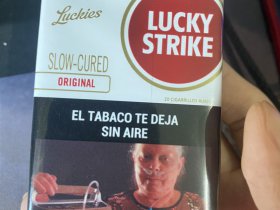 Luckies
LUCKY
STRIKE
SLOW-CURED
ORIGINAL
EL TABACO TE DEJA
SIN AIRE